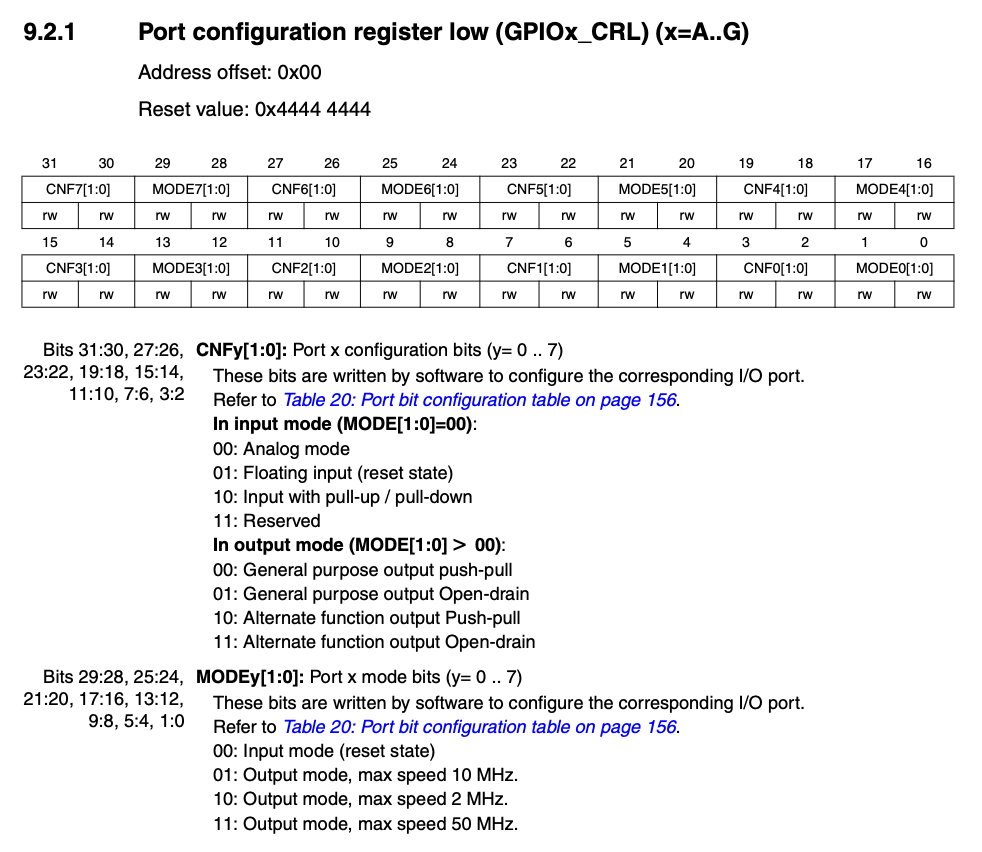 9.2.1 Port configuration register low (GPIOx_CRL) (x=A..G)
Address offset: 0x00
Reset value: 0x4444 4444
31 30 29 28 27 26 25 24 23 22 21 20 19 18 17 16
CNF7[1:0] MODE7[1:0] CNF6[1:0] MODE6[1:0] CNF5[1:0] MODE5[1:0] CNF4[1:0] MODE4[1:0]
rw rw rw rw rw rw rw rw rw rw rw rw rw rw rw rw
15 14 13 12 11 10 9 8 7 6 5 4 3 2 1 0
CNF3[1:0] MODE3[1:0] CNF2[1:0] MODE2[1:0] CNF1[1:0] MODE1[1:0] CNF0[1:0] MODE0[1:0]
rw rw rw rw rw rw rw rw rw rw rw rw rw rw rw rw
Bits 31:30, 27:26, CNFy[1:0]: Port x configuration bits (y= 0 .. 7)
23:22, 19:18, 15:14, These bits are written by software to configure the corresponding I/O port.
11:10, 7:6, 3:2 Refer to Table 20: Port bit configuration table on page 156.
In input mode (MODE[1:0]=00):
00: Analog mode
01: Floating input (reset state)
10: Input with pull-up / pull-down
11: Reserved
In output mode (MODE[1:0] > 00):
00: General purpose output push-pull
01: General purpose output Open-drain
10: Alternate function output Push-pull
11: Alternate function output Open-drain
Bits 29:28, 25:24, MODEy[1:0]: Port x mode bits (y= 0 .. 7)
21:20, 17:16, 13:12, These bits are written by software to configure the corresponding I/O port.
9:8, 5:4, 1:0 Refer to Table 20: Port bit configuration table on page 156.
00: Input mode (reset state)
01: Output mode, max speed 10 MHz.
10: Output mode, max speed 2 MHz.
11: Output mode, max speed 50 MHz.